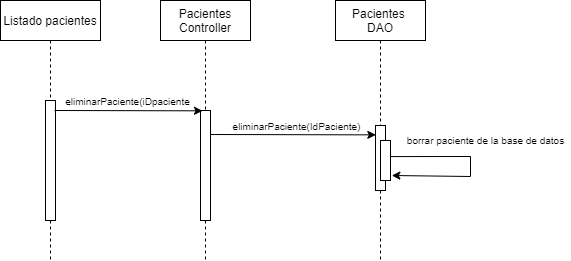 Listado pacientes
Pacientes
Controller
Pacientes
DAO
eliminarPaciente(iDpaciente
eliminarPaciente(IdPaciente)
borrar paciente de la base de datos